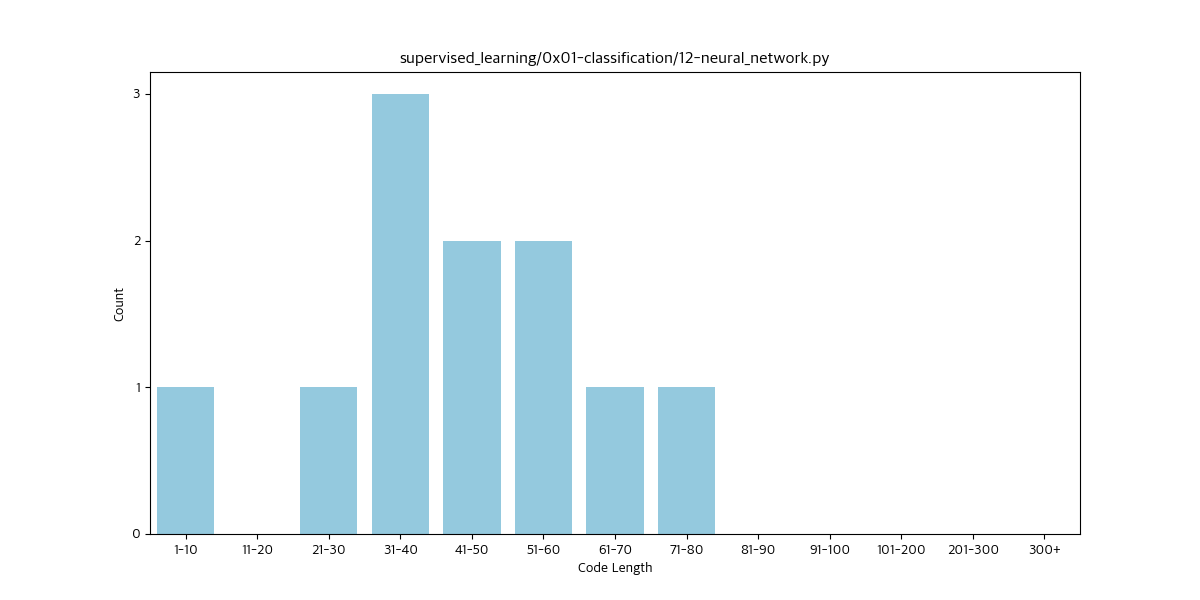 supervised_learning/0x01-classification/12-neural_network.py
3
2
1
0
Count
1-10 11-20 21-30 31-40 41-50 51-60 61-70 71-80 81-90 91-100 101-200 201-300 300+
Code Length